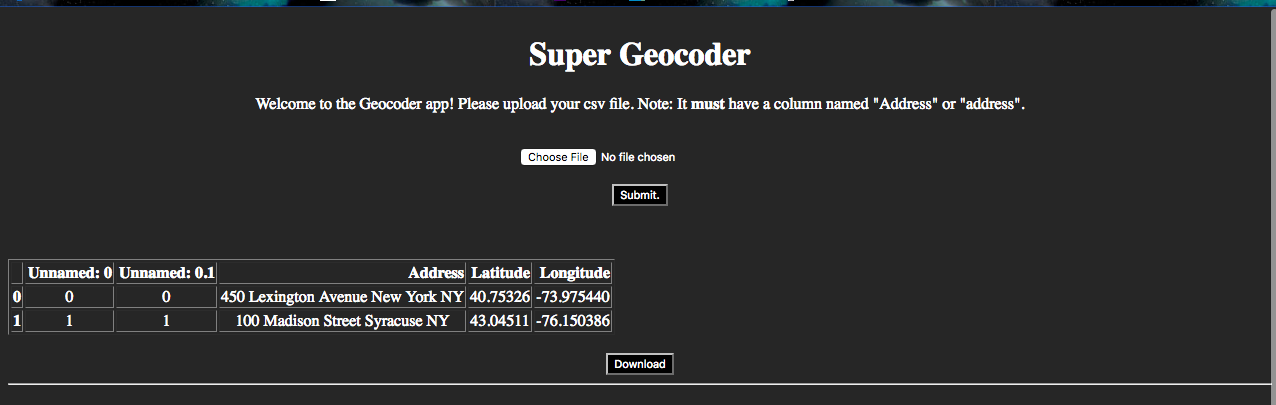 Super Geocoder
Welcome to the Geocoder app! Please upload your csv file. Note: It must have a column named "Address" or "address".
Choose File No file chosen
Submit.
Unnamed: 0 Unnamed: 0.1 Address Latitude Longitude
0 0 0 450 Lexington Avenue New York NY 40.75326 -73.975440
1 1 1 100 Madison Street Syracuse NY 43.04511 -76.150386
Download